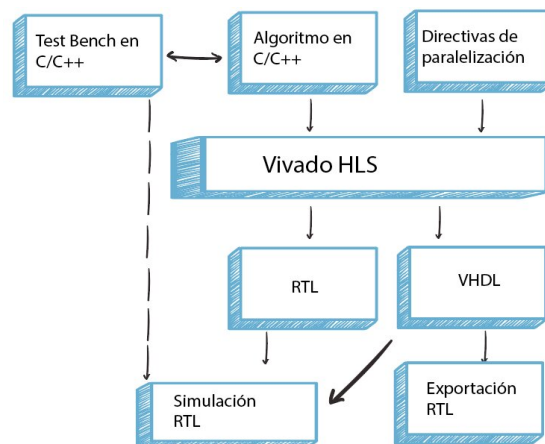 Test Bench en
C/C++
Algoritmo en
C/C++
Directivas de
paralelización
Vivado HLS
RTL
VHDL
Simulación
RTL
Exportación
RTL